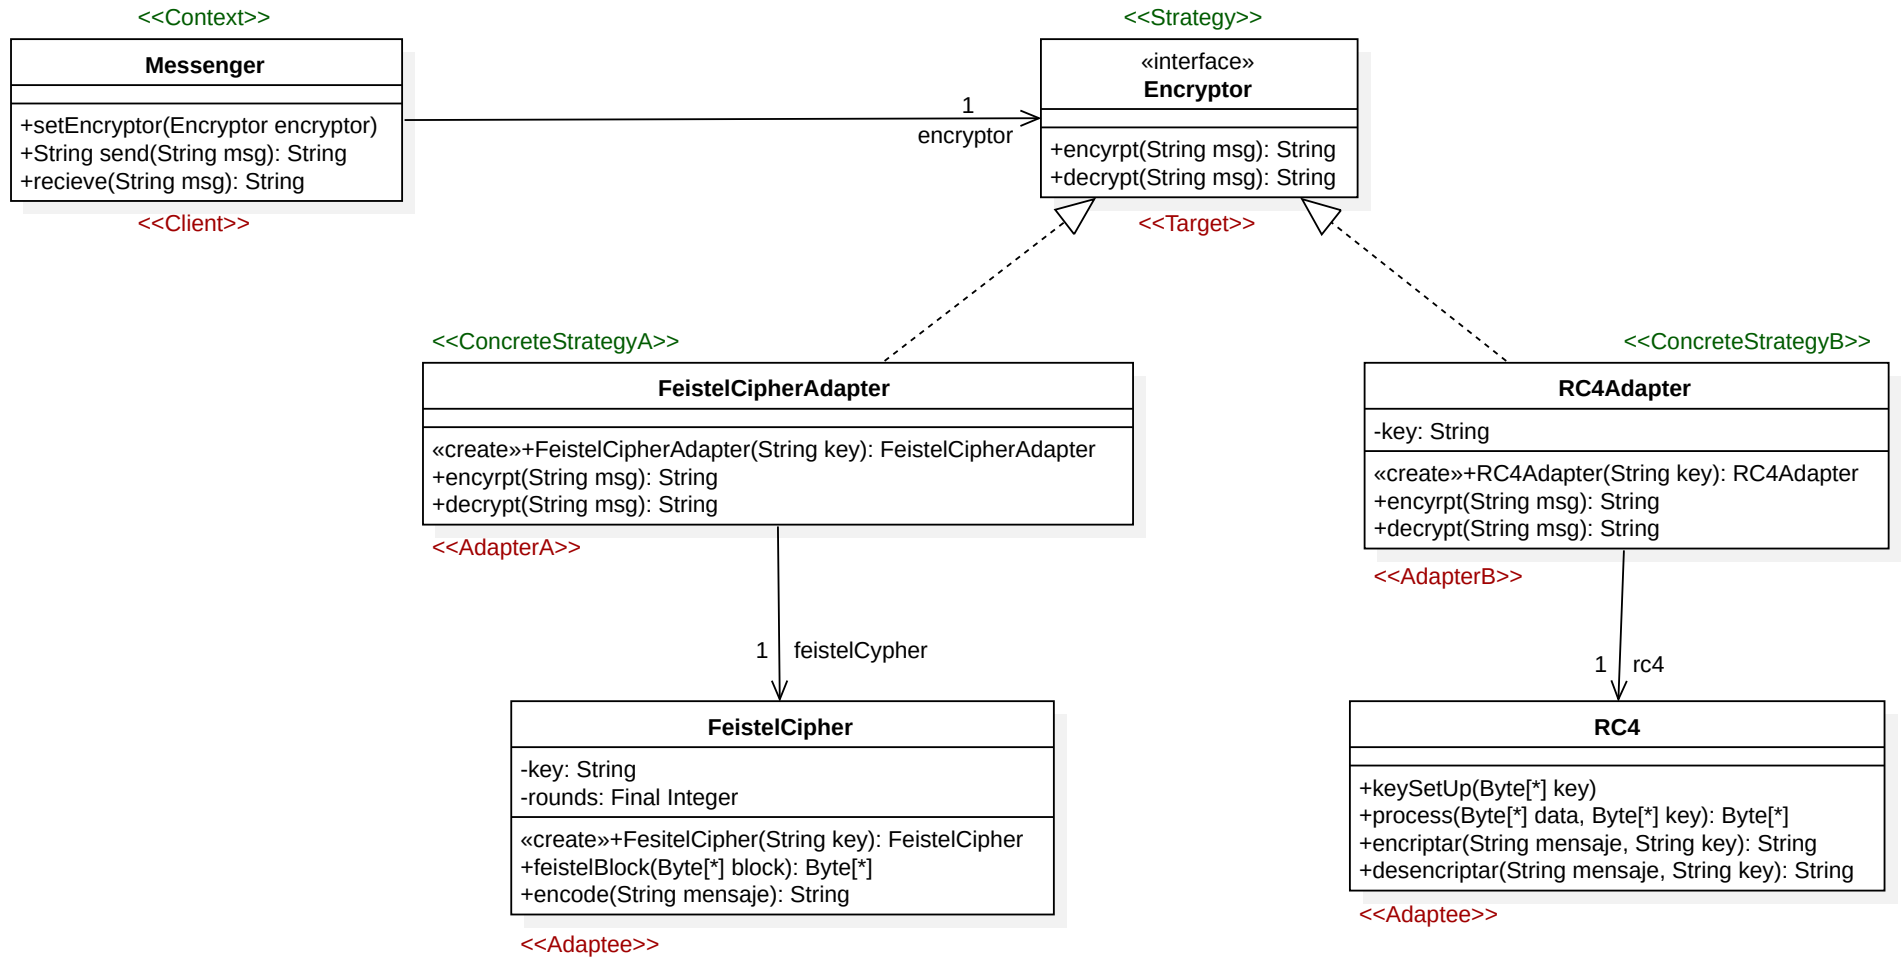 <<Context>>
Messenger
+setEncryptor(Encryptor encryptor)
+String send(String msg): String
+recieve(String msg): String
<<Client>>
1
encryptor
<<Strategy>>
«interface»
Encryptor
+encyrpt(String msg): String
+decrypt(String msg): String
<<Target>>
<<ConcreteStrategyA>>
FeistelCipherAdapter
«create»+FeistelCipherAdapter(String key): FeistelCipherAdapter
+encyrpt(String msg): String
+decrypt(String msg): String
<<AdapterA>>
<<ConcreteStrategyB>>
RC4Adapter
-key: String
«create»+RC4Adapter(String key): RC4Adapter
+encyrpt(String msg): String
+decrypt(String msg): String
<<AdapterB>>
1 feistelCypher
1 rc4
FeistelCipher
-key: String
-rounds: Final Integer
«create»+FesitelCipher(String key): FeistelCipher
+feistelBlock(Byte[*] block): Byte[*]
+encode(String mensaje): String
<<Adaptee>>
RC4
+keySetUp(Byte[*] key)
+process(Byte[*] data, Byte[*] key): Byte[*]
+encriptar(String mensaje, String key): String
+desencriptar(String mensaje, String key): String
<<Adaptee>>